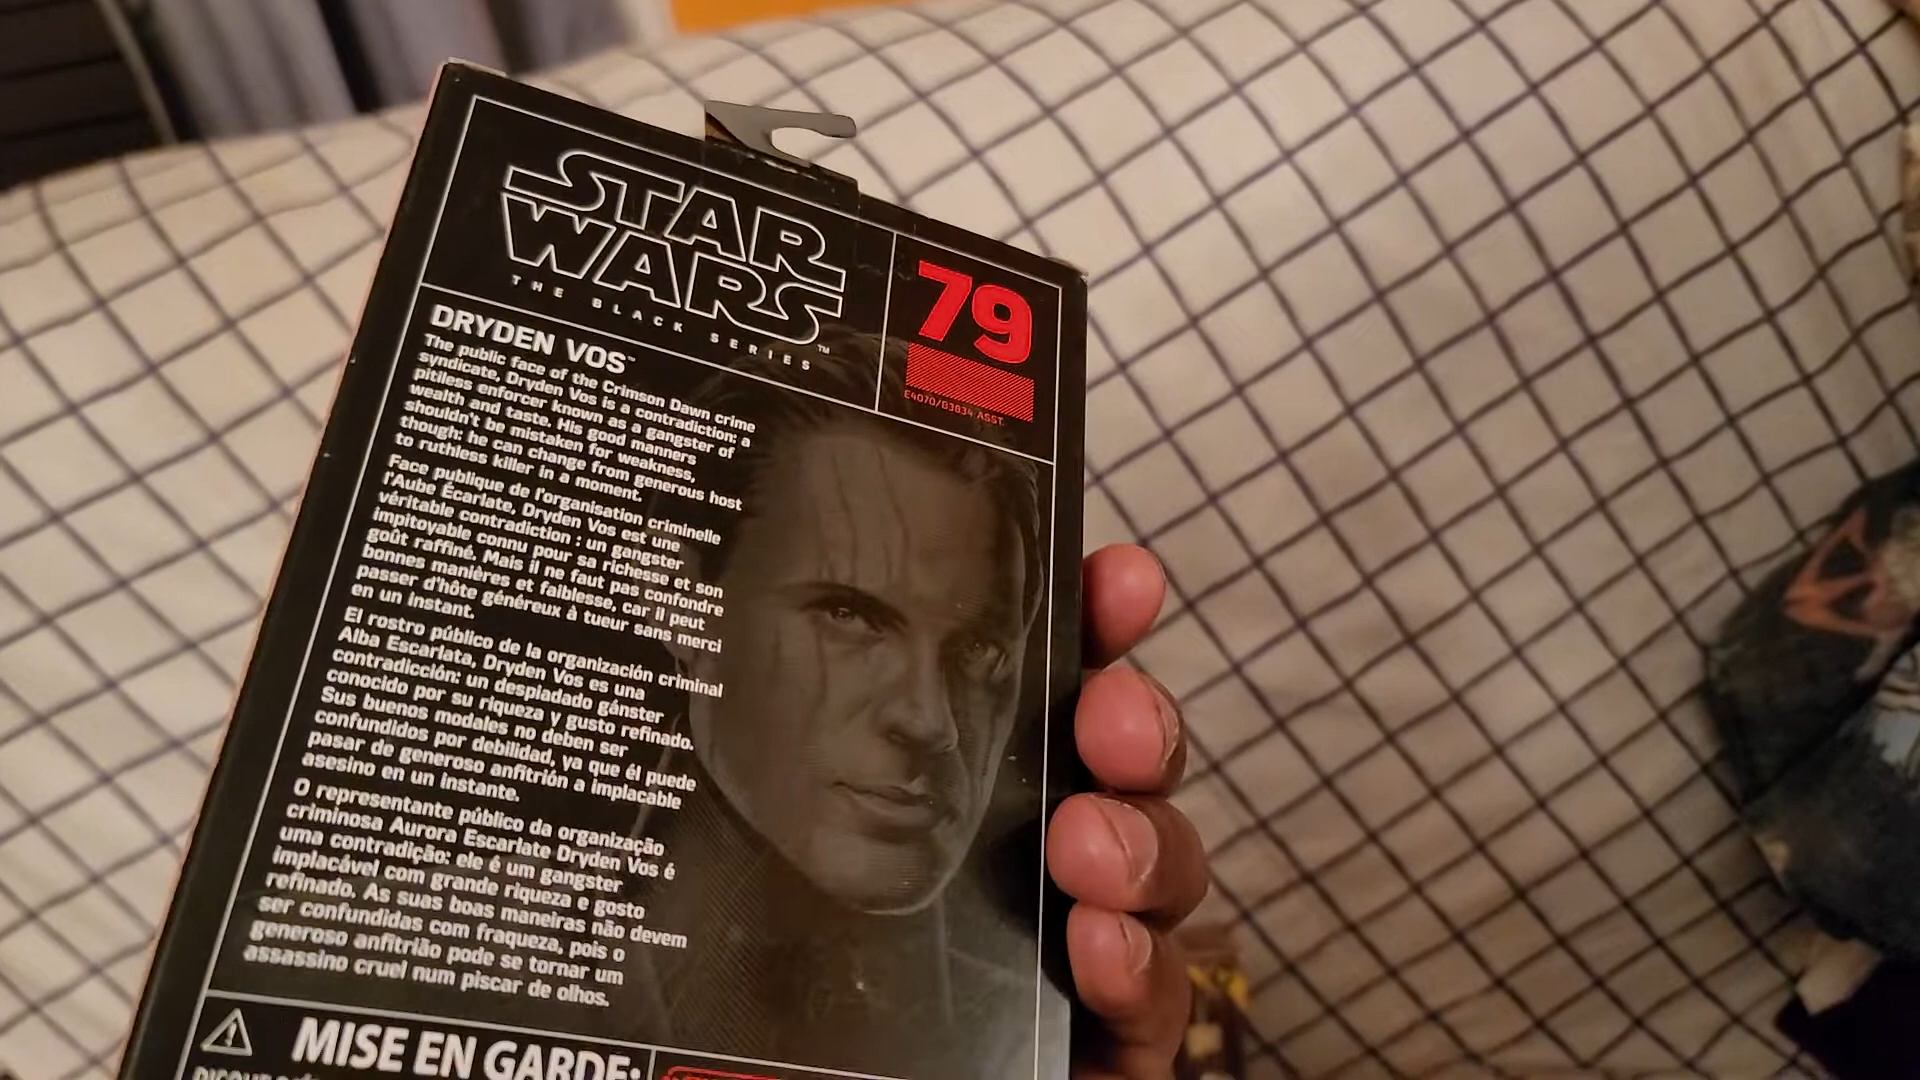 STAR
WARS™
THE BLACK SERIES
79
E4070/B3834 ASST.
DRYDEN VOS™
The public face of the Crimson Dawn crime
syndicate, Dryden Vos is a contradiction; a
pitiless enforcer known as a gangster of
wealth and taste. His good manners
shouldn't be mistaken for weakness,
though: he can change from generous host
to ruthless killer in a moment.
Face publique de l'organisation criminelle
l'Aube Écarlate, Dryden Vos est une
véritable contradiction : un gangster
impitoyable connu pour sa richesse et son
goût raffiné. Mais il ne faut pas confondre
bonnes manières et faiblesse, car il peut
passer d'hôte généreux à tueur sans merci
en un instant.
El rostro público de la organización criminal
Alba Escarlata, Dryden Vos es una
contradicción: un despiadado gánster
conocido por su riqueza y gusto refinado.
Sus buenos modales no deben ser
confundidos por debilidad, ya que él puede
pasar de generoso anfitrión a implacable
asesino en un instante.
O representante público da organização
criminosa Aurora Escarlate Dryden Vos é
uma contradição: ele é um gangster
implacável com grande riqueza e gosto
refinado. As suas boas maneiras não devem
ser confundidas com fraqueza, pois o
generoso anfitrião pode se tornar um
assassino cruel num piscar de olhos.
MISE EN GARDE: